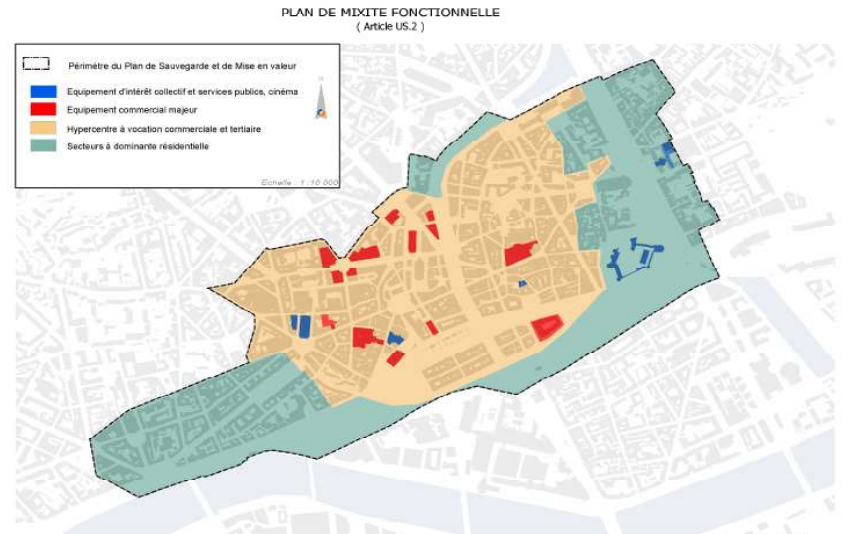 PLAN DE MIXITE FONCTIONNELLE
( Article US.2 )
Périmètre du Plan de Sauvegarde et de Mise en valeur
Equipement d'intérêt collectif et services publics, cinéma
Equipement commercial majeur
Hypercentre à vocation commerciale et tertiaire
Secteurs à dominante résidentielle
Echelle : 1 :10 000